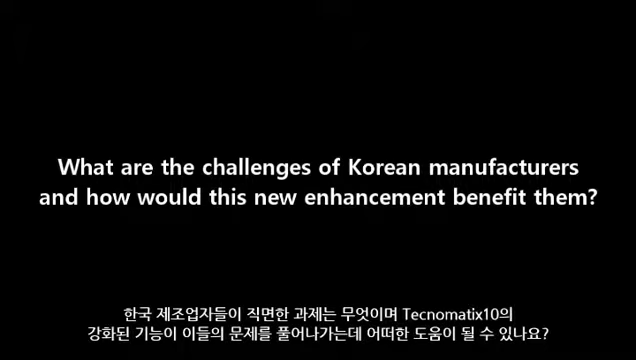 What are the challenges of Korean manufacturers
and how would this new enhancement benefit them?
한국 제조업자들이 직면한 과제는 무엇이며 Tecnomatix10의
강화된 기능이 이들의 문제를 풀어나가는데 어떠한 도움이 될 수 있나요?